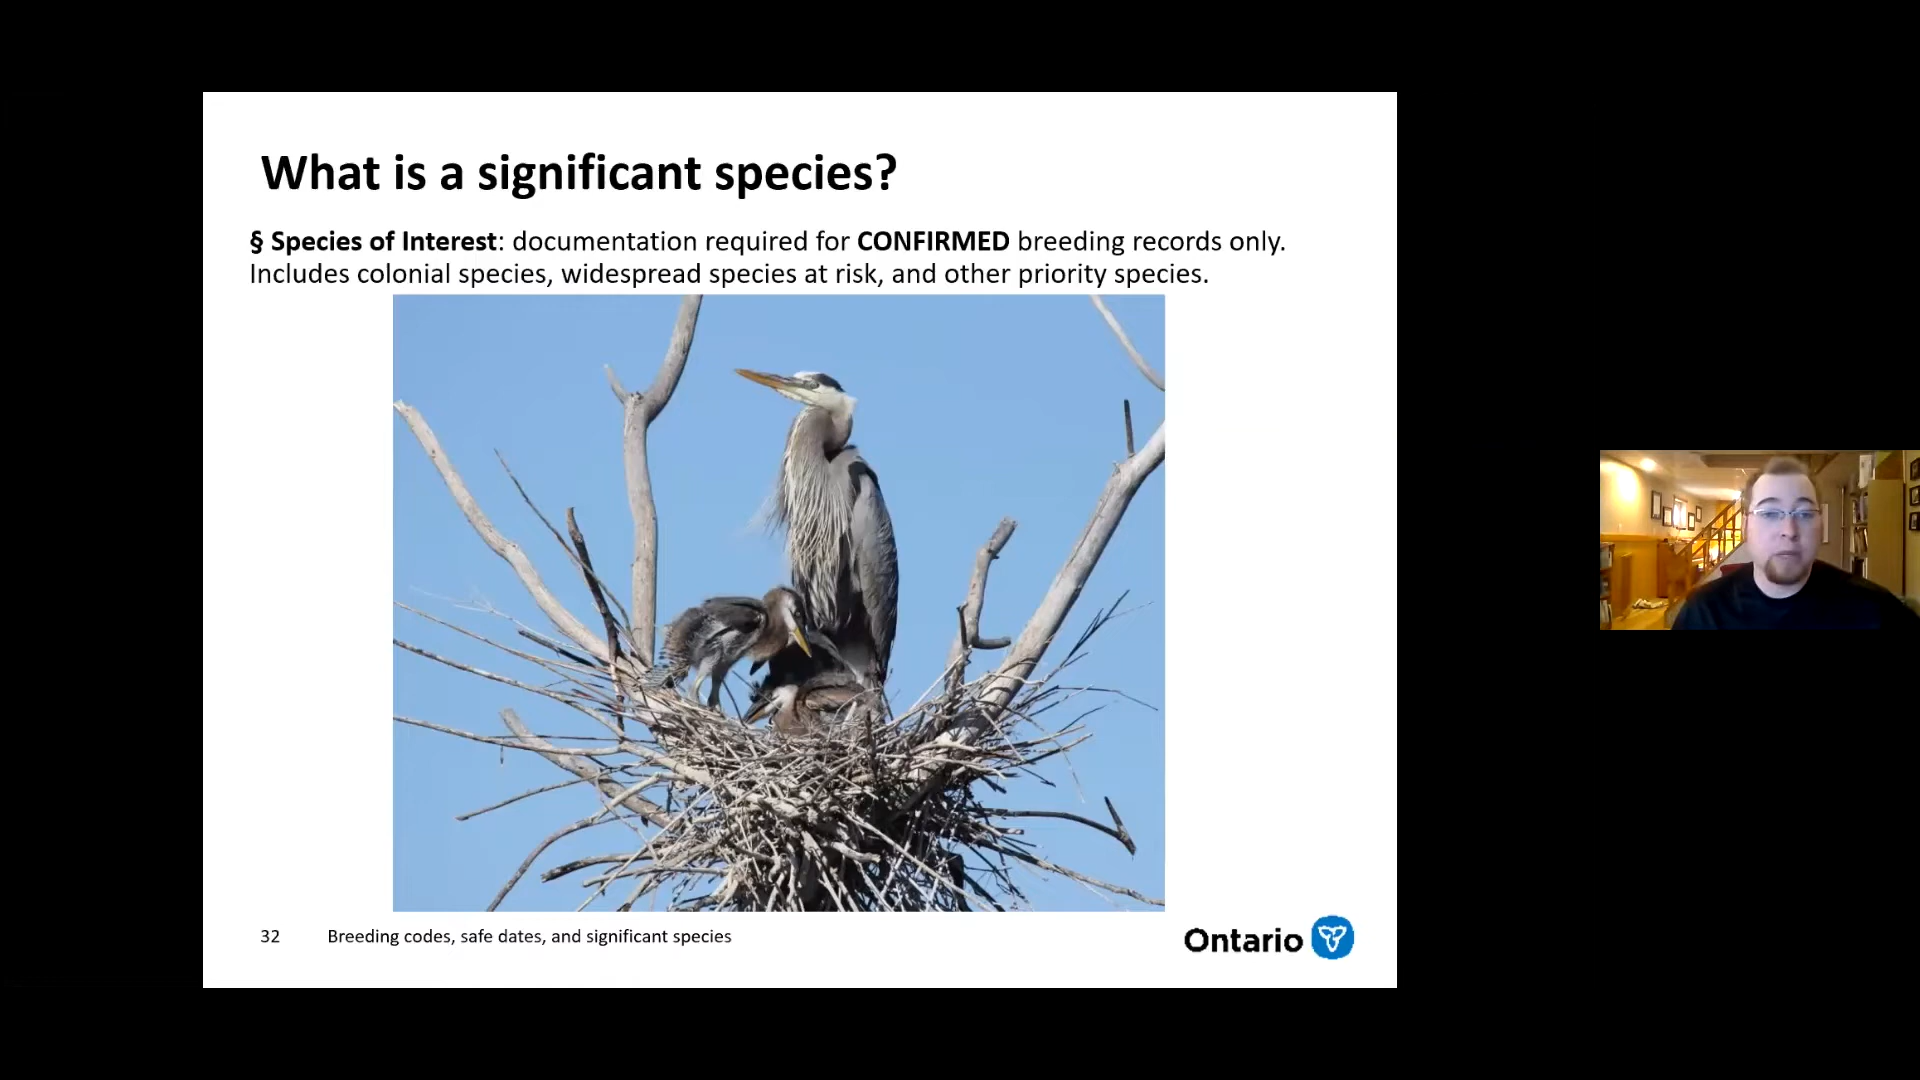 What is a significant species?
§ Species of Interest: documentation required for CONFIRMED breeding records only.
Includes colonial species, widespread species at risk, and other priority species.
32 Breeding codes, safe dates, and significant species
Ontario